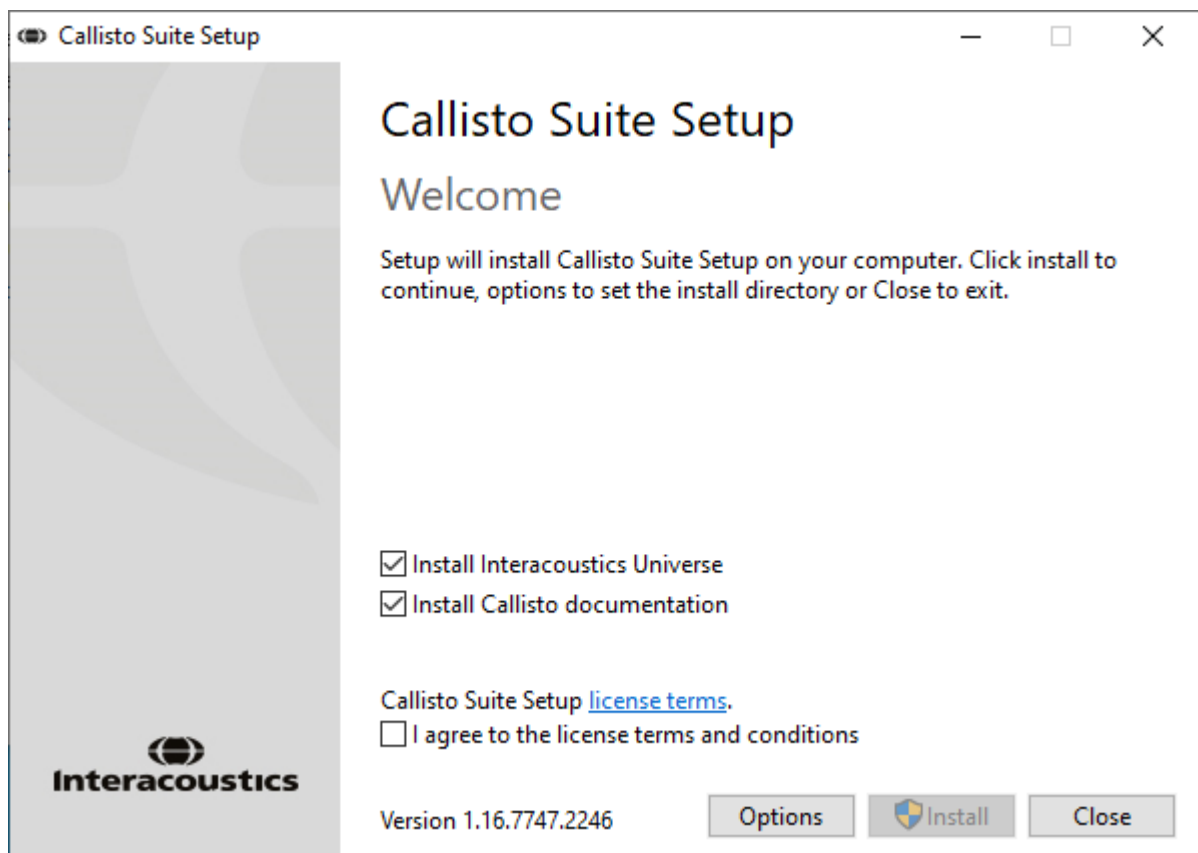 Callisto Suite Setup
Callisto Suite Setup
Welcome
Setup will install Callisto Suite Setup on your computer. Click install to
continue, options to set the install directory or Close to exit.
Install Interacoustics Universe
Install Callisto documentation
Callisto Suite Setup license terms.
I agree to the license terms and conditions
Interacoustics
Version 1.16.7747.2246
Options
Install
Close